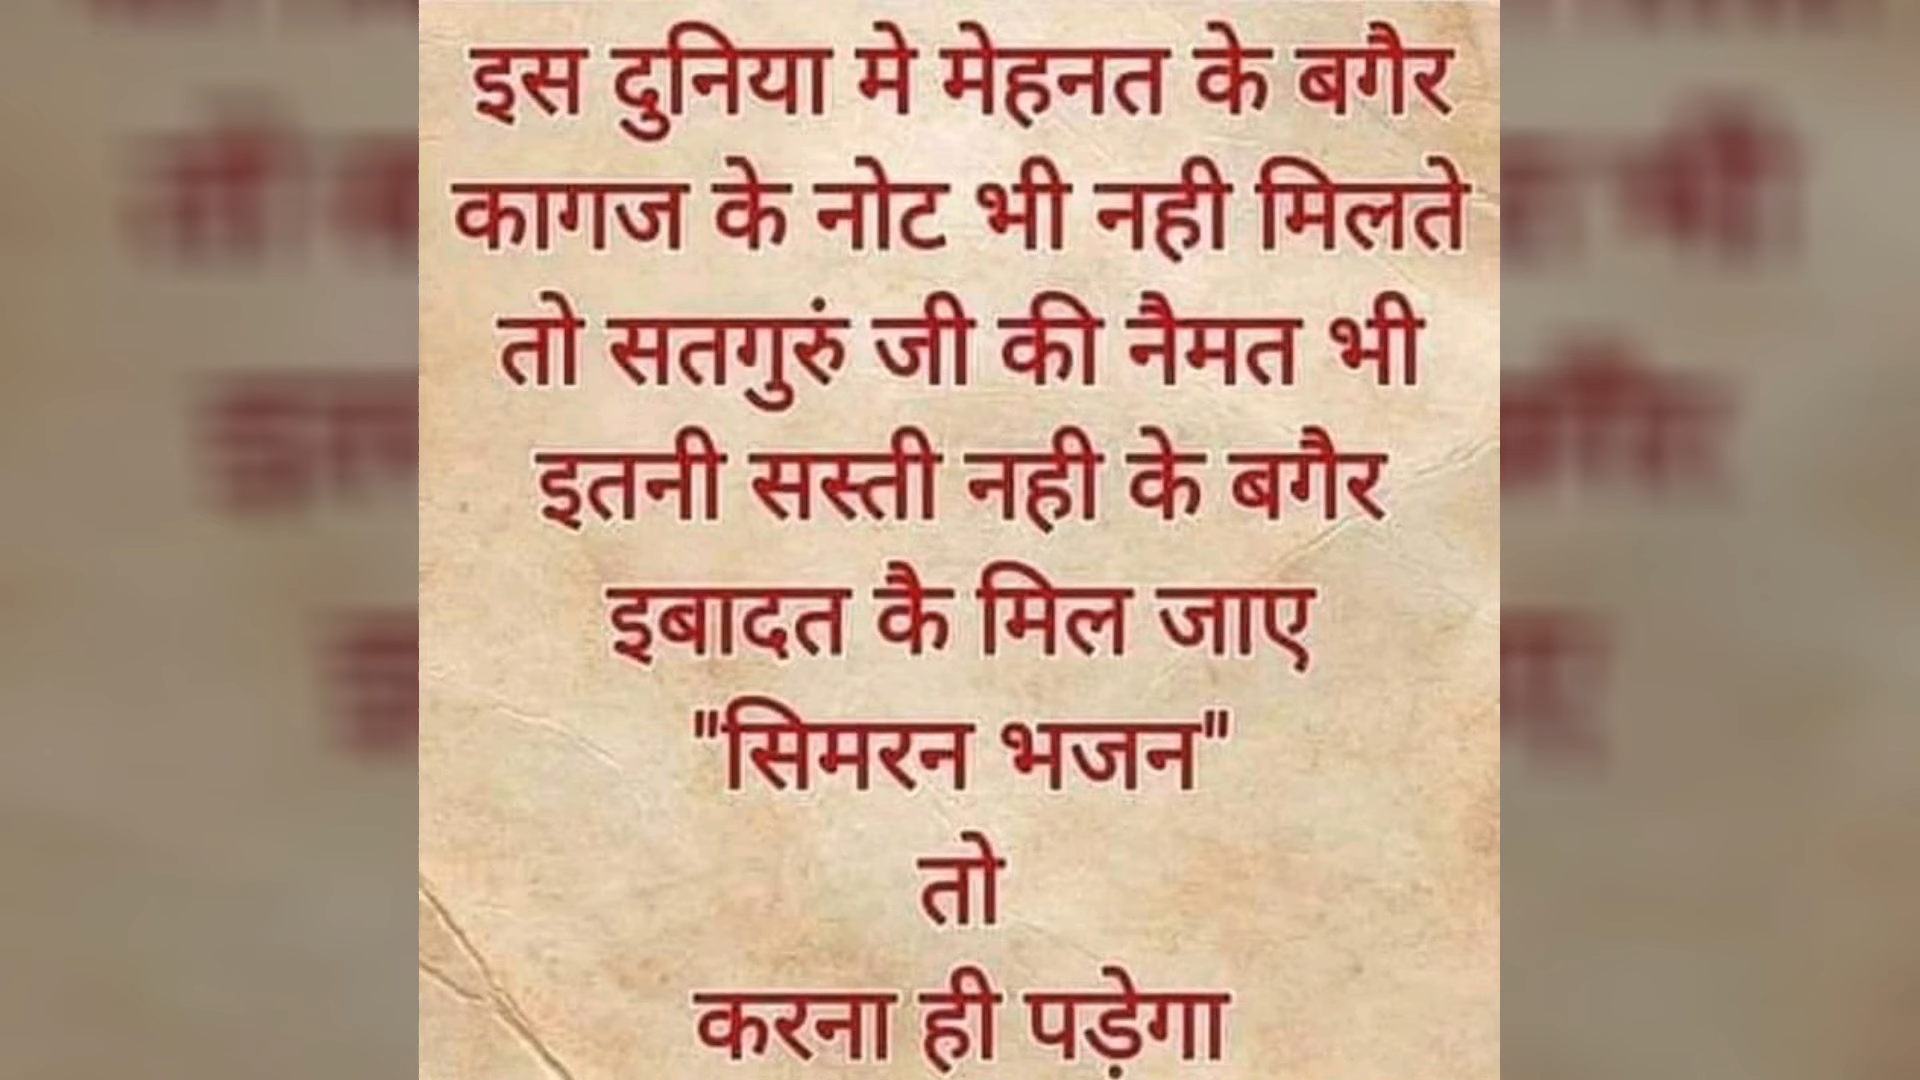 इस दुनिया मे मेहनत के बगैर
कागज के नोट भी नही मिलते
तो सतगुरुं जी की नैमत भी
इतनी सस्ती नही के बगैर
इबादत कै मिल जाए
"सिमरन भजन"
तो
करना ही पड़ेगा